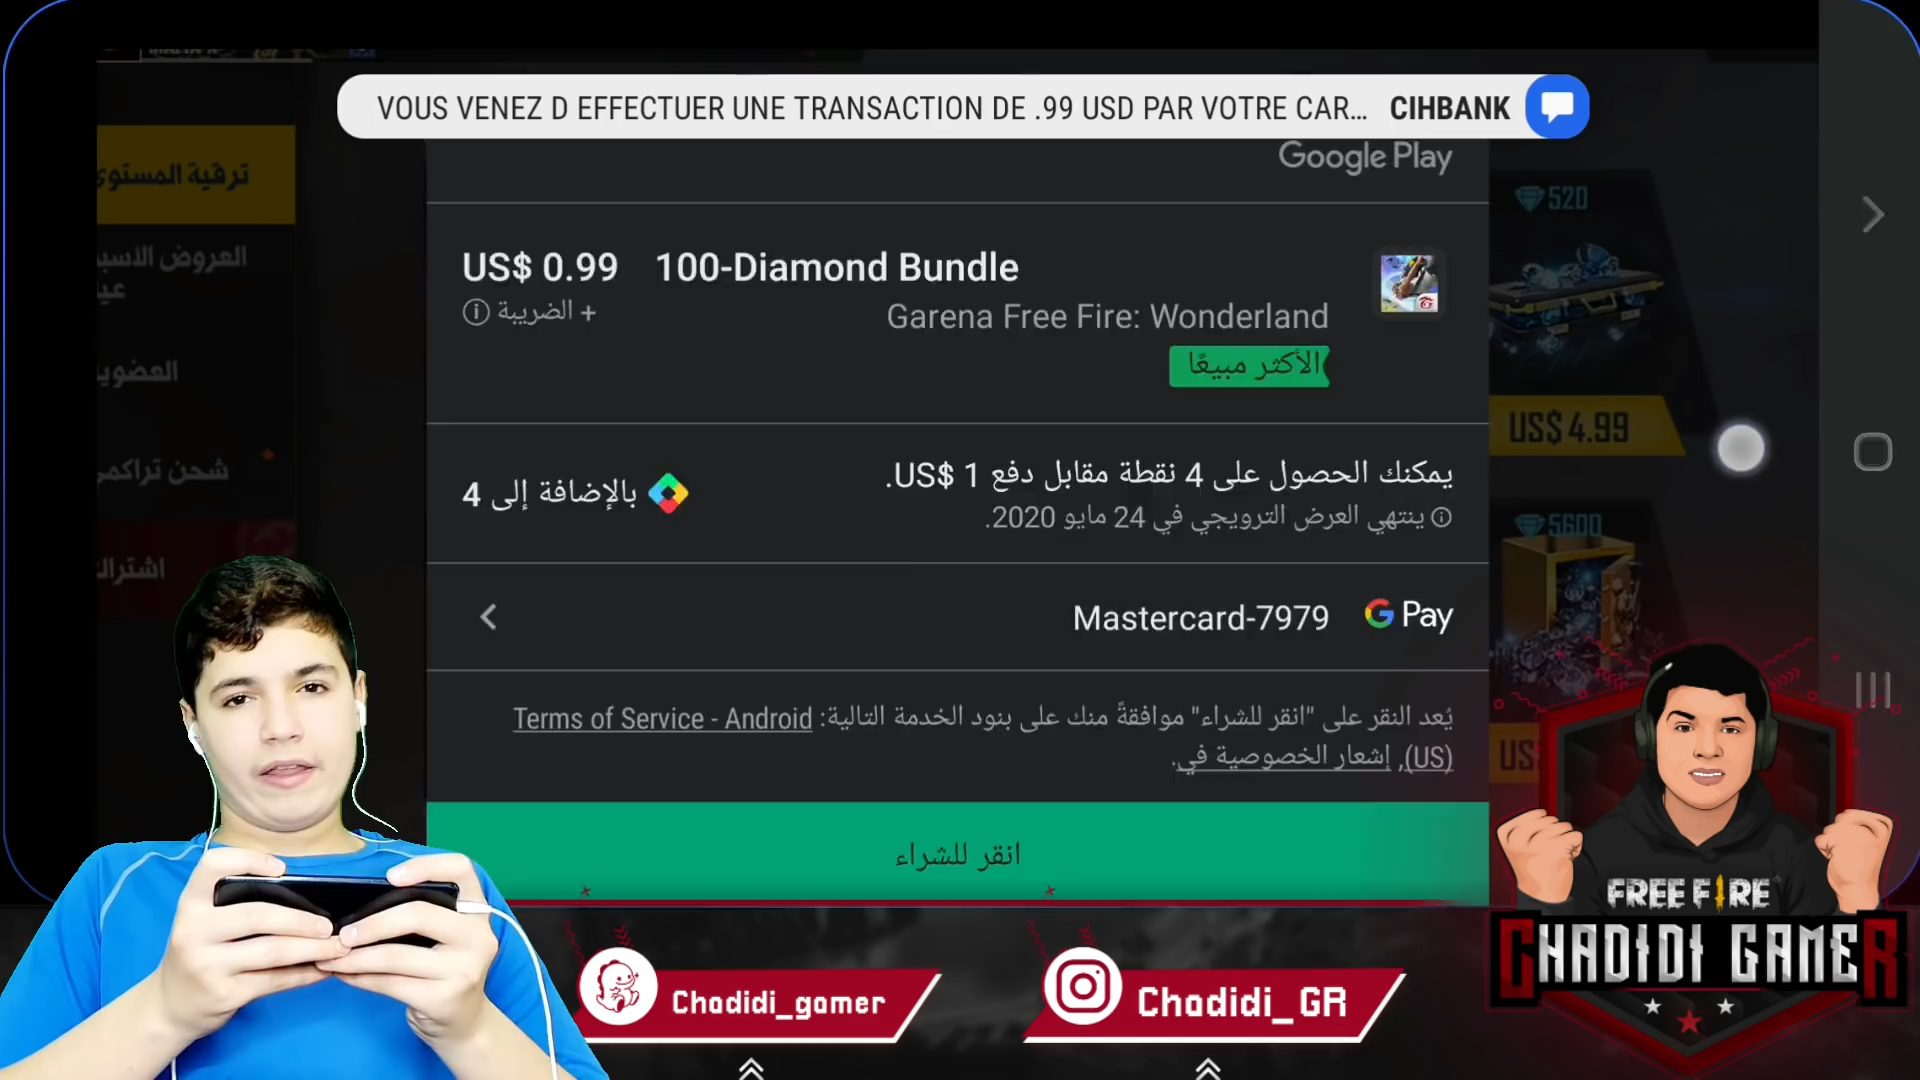 VOUS VENEZ D EFFECTUER UNE TRANSACTION DE .99 USD PAR VOTRE CAR... CIHBANK
Google Play
US$ 0.99 100-Diamond Bundle
+ الضريبة
Garena Free Fire: Wonderland
الأكثر مبيعًا
يمكنك الحصول على 4 نقطة مقابل دفع 1 US$.
ينتهي العرض الترويجي في 24 مايو 2020.
بالإضافة إلى 4
Mastercard-7979
G Pay
يُعد النقر على "انقر للشراء" موافقةً منك على بنود الخدمة التالية: Terms of Service - Android
(US), إشعار الخصوصية في.
انقر للشراء
ترقية المستوى
العروض
شحن
520
US$ 4.99
5600
US
FREE FIRE
CHADIDI GAMER
Chadidi_gamer
Chadidi_GR